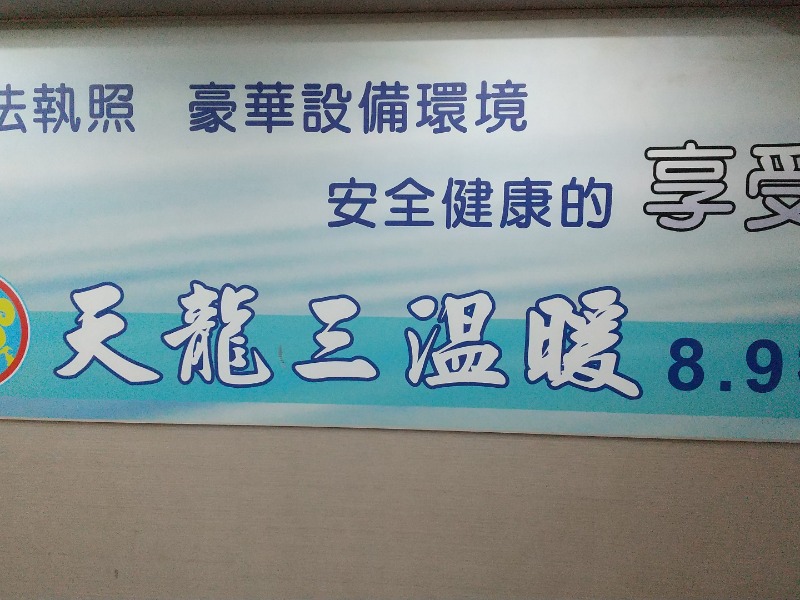 法執照 豪華設備環境
安全健康的 享受
天龍三溫暖 8.9